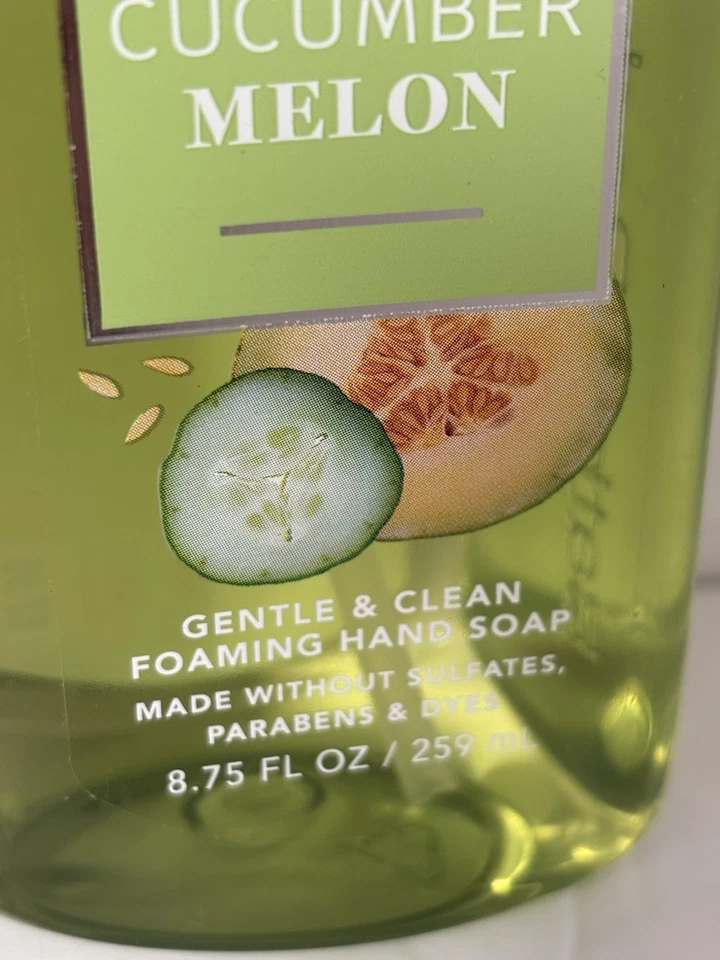 CUCUMBER
MELON
GENTLE & CLEAN
FOAMING HAND SOAP
MADE WITHOUT SULFATES,
PARABENS & DYES
8.75 FL OZ / 259 mL